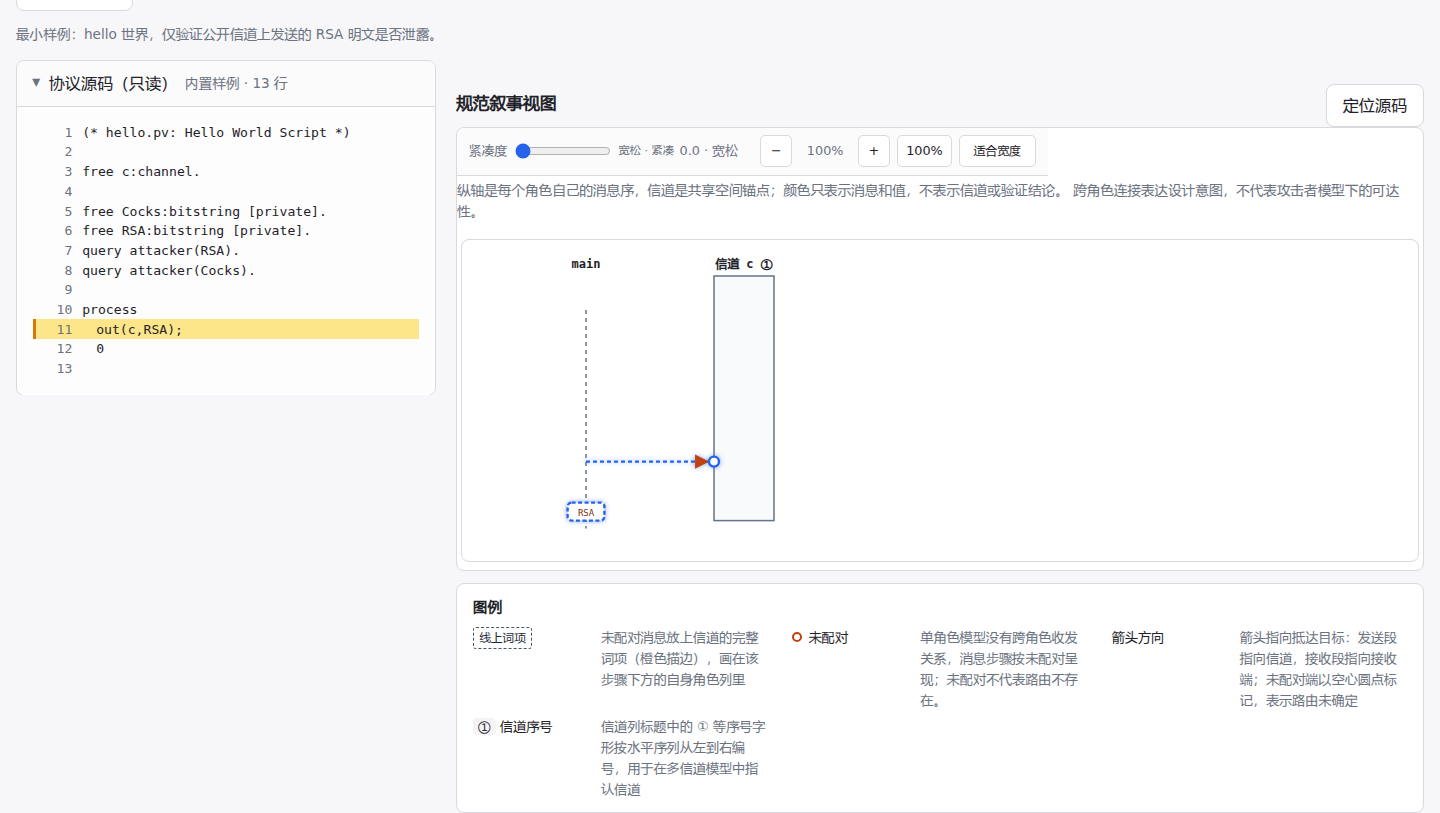 最小样例：hello 世界，仅验证公开信道上发送的 RSA 明文是否泄露。
▼ 协议源码（只读） 内置样例 · 13 行
1 (* hello.pv: Hello World Script *)
2
3 free c:channel.
4
5 free Cocks:bitstring [private].
6 free RSA:bitstring [private].
7 query attacker(RSA).
8 query attacker(Cocks).
9
10 process
11 out(c,RSA);
12 0
13
规范叙事视图
定位源码
紧凑度 宽松 · 紧凑 0.0 · 宽松 − 100% + 100% 适合宽度
纵轴是每个角色自己的消息序，信道是共享空间锚点；颜色只表示消息和值，不表示信道或验证结论。 跨角色连接表达设计意图，不代表攻击者模型下的可达
性。
main 信道 c ①
RSA
图例
线上词项
未配对消息放上信道的完整
词项（橙色描边），画在该
步骤下方的自身角色列里
未配对
单角色模型没有跨角色收发
关系，消息步骤按未配对呈
现；未配对不代表路由不存
在。
箭头方向
箭头指向抵达目标：发送段
指向信道，接收段指向接收
端；未配对端以空心圆点标
记，表示路由未确定
① 信道序号
信道列标题中的 ① 等序号字
形按水平序列从左到右编
号，用于在多信道模型中指
认信道